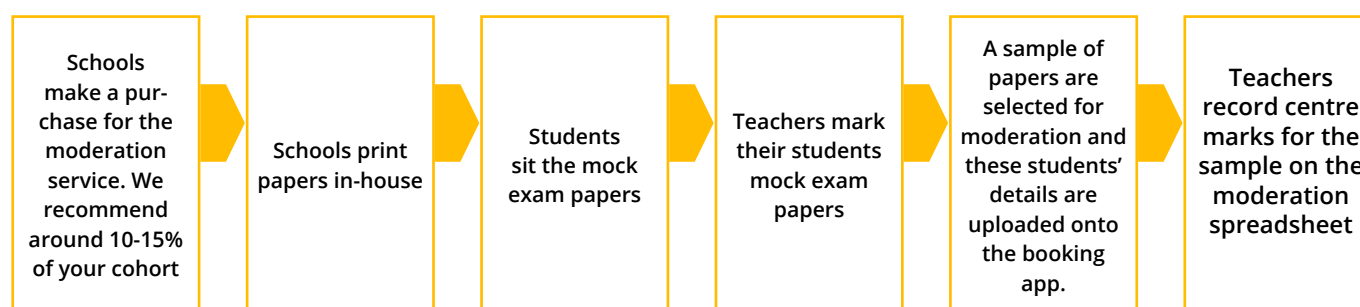 Schools
make a pur-
chase for the
moderation
service. We
recommend
around 10-15%
of your cohort
Schools print
papers in-house
Students
sit the mock
exam papers
Teachers mark
their students
mock exam
papers
A sample of
papers are
selected for
moderation and
these students’
details are
uploaded onto
the booking
app.
Teachers
record centre
marks for the
sample on the
moderation
spreadsheet